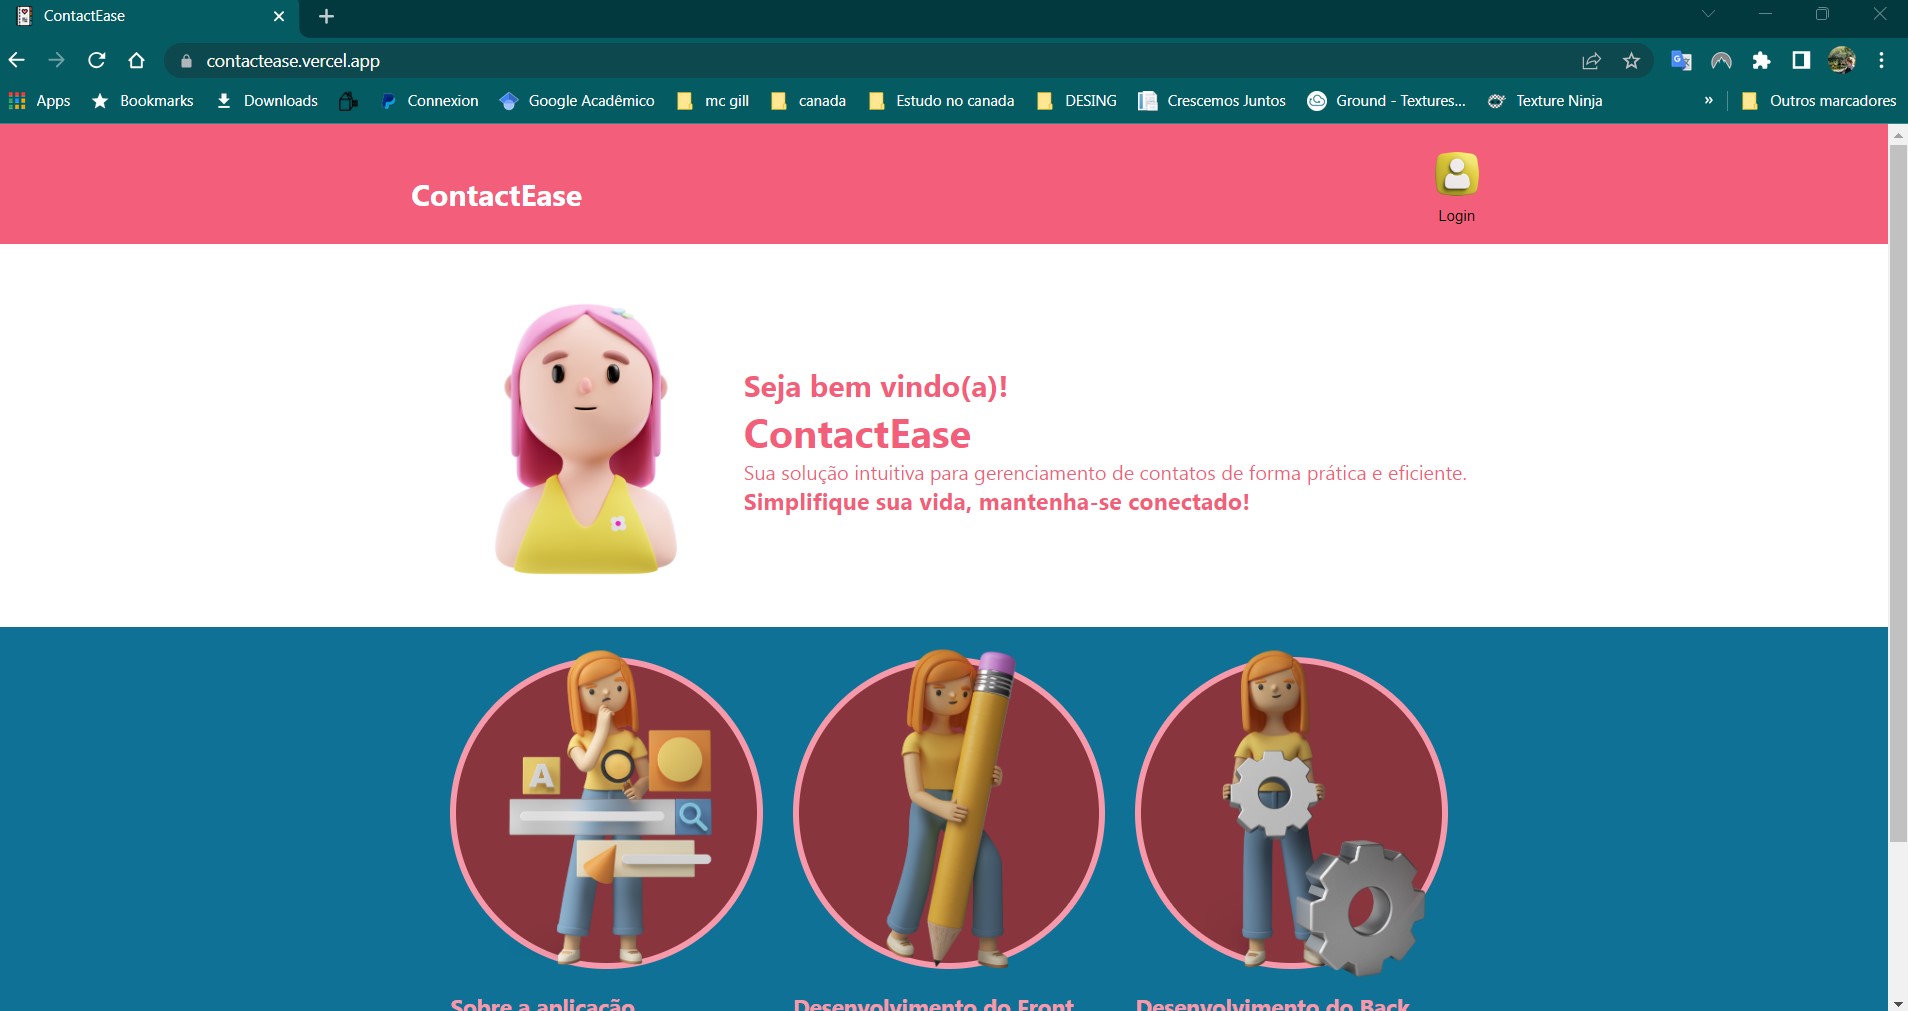 ContactEase
contactease.vercel.app
Apps Bookmarks Downloads Connexion Google Acadêmico mc gill canada Estudo no canada DESING Crescemos Juntos Ground - Textures... Texture Ninja » Outros marcadores
ContactEase
Login
Seja bem vindo(a)!
ContactEase
Sua solução intuitiva para gerenciamento de contatos de forma prática e eficiente.
Simplifique sua vida, mantenha-se conectado!
A
Sobre a aplicação Desenvolvimento do Front Desenvolvimento do Back